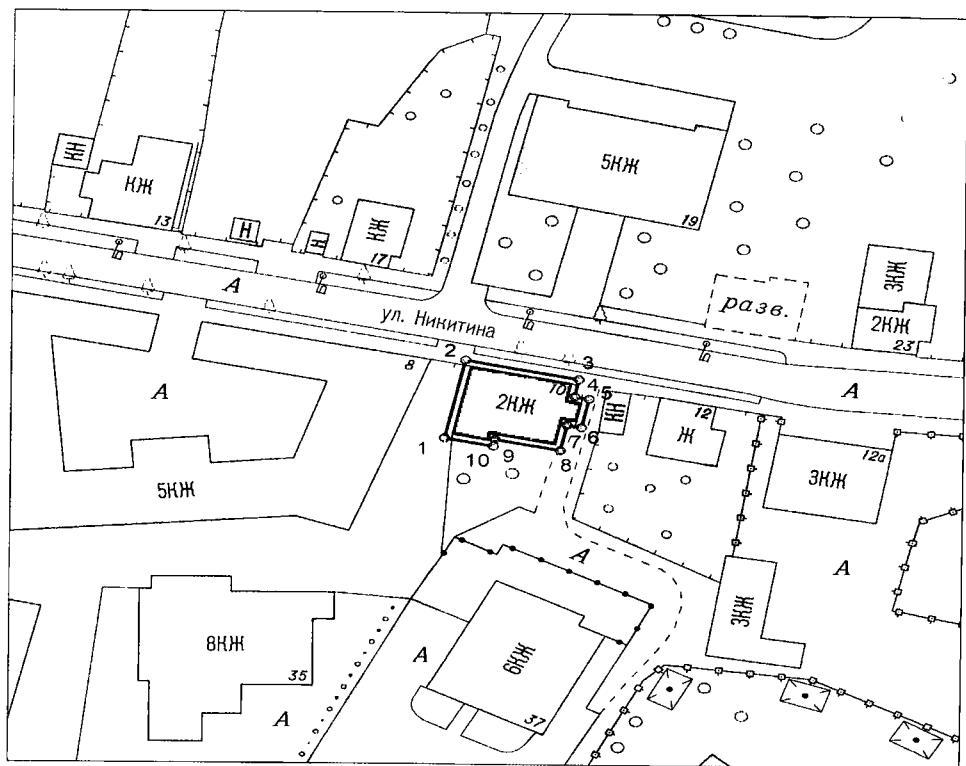 КН
КЖ
13
Н
Н
КЖ
17
А
5КЖ
19
разв.
3КЖ
2КЖ
23
ул. Никитина
А
8
2
3
4
10
5
2КЖ
КН
12
Ж
6
7
1
10
9
8
12а
3КЖ
А
5КЖ
А
А
3КЖ
8КЖ
35
А
А
6КЖ
37